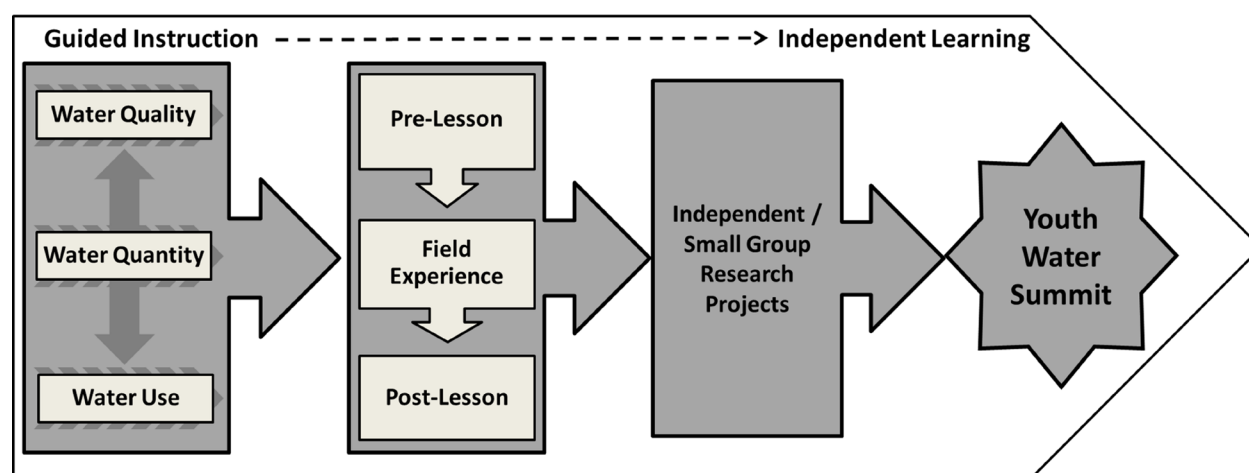 Guided Instruction
Independent Learning
Water Quality
Water Quantity
Water Use
Pre-Lesson
Field
Experience
Post-Lesson
Independent /
Small Group
Research
Projects
Youth
Water
Summit